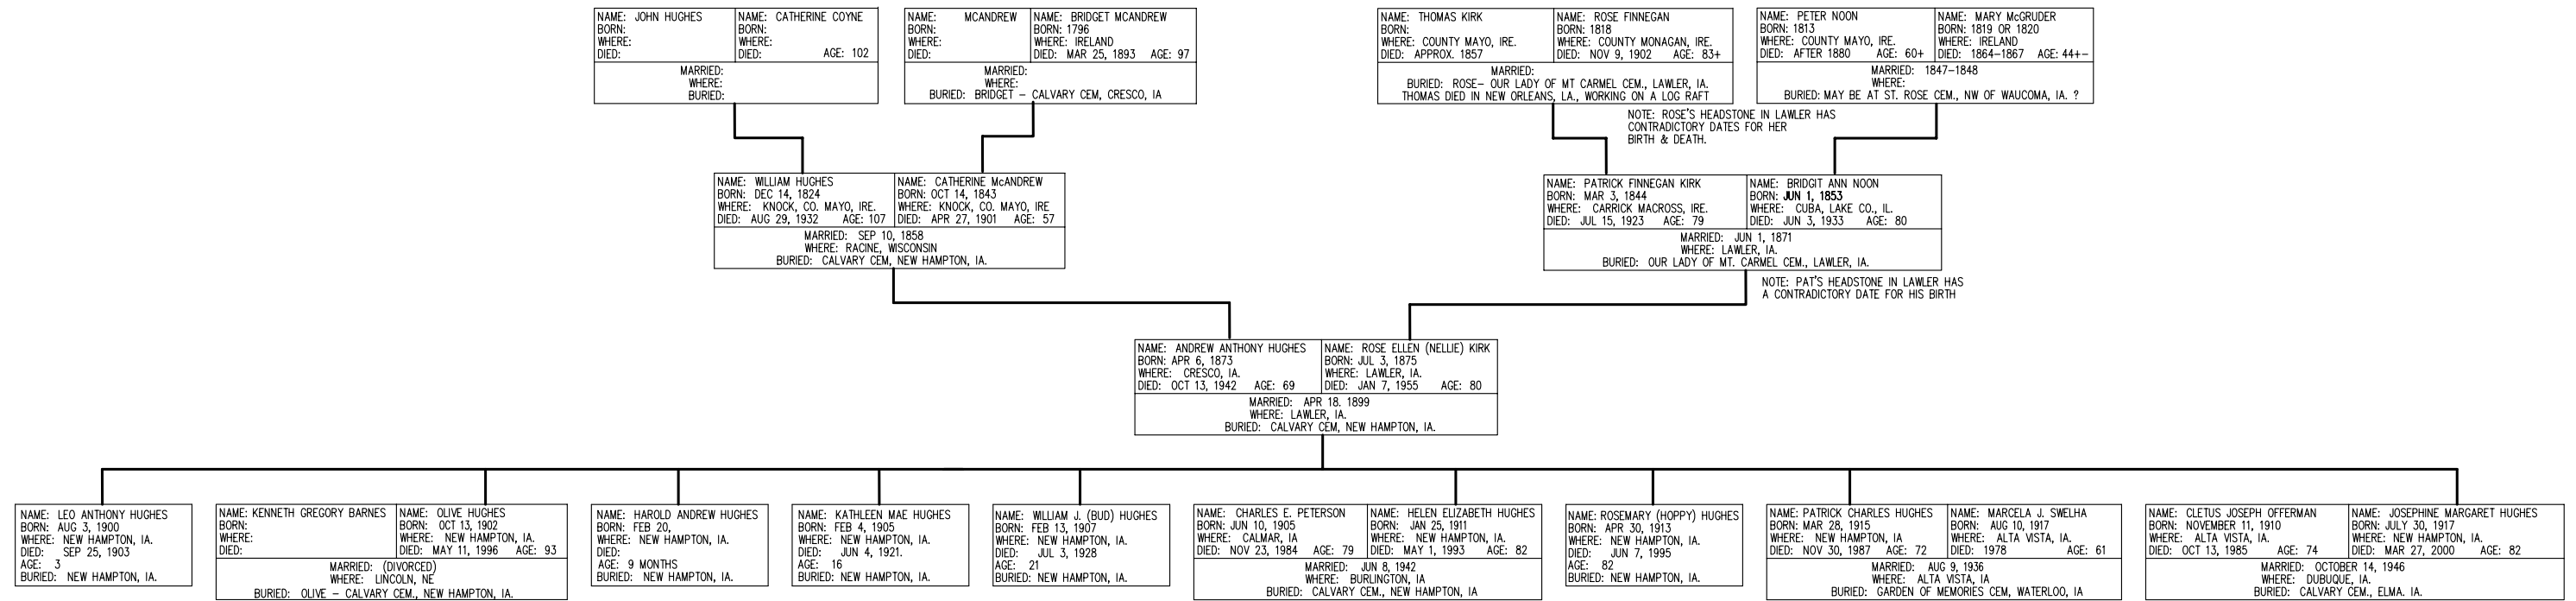 NAME: JOHN HUGHES
BORN:
WHERE:
DIED:
NAME: CATHERINE COYNE
BORN:
WHERE:
DIED: AGE: 102
MARRIED:
WHERE:
BURIED:
NAME: MCANDREW
BORN:
WHERE:
DIED:
NAME: BRIDGET MCANDREW
BORN: 1796
WHERE: IRELAND
DIED: MAR 25, 1893 AGE: 97
MARRIED:
WHERE:
BURIED: BRIDGET - CALVARY CEM, CRESCO, IA
NAME: THOMAS KIRK
BORN:
WHERE: COUNTY MAYO, IRE.
DIED: APPROX. 1857
NAME: ROSE FINNEGAN
BORN: 1818
WHERE: COUNTY MONAGAN, IRE.
DIED: NOV 9, 1902 AGE: 83+
MARRIED:
BURIED: ROSE- OUR LADY OF MT CARMEL CEM., LAWLER, IA.
THOMAS DIED IN NEW ORLEANS, LA., WORKING ON A LOG RAFT
NAME: PETER NOON
BORN: 1813
WHERE: COUNTY MAYO, IRE.
DIED: AFTER 1880 AGE: 60+
NAME: MARY McGRUDER
BORN: 1819 OR 1820
WHERE: IRELAND
DIED: 1864-1867 AGE: 44+-
MARRIED: 1847-1848
WHERE:
BURIED: MAY BE AT ST. ROSE CEM., NW OF WAUCOMA, IA. ?
NOTE: ROSE'S HEADSTONE IN LAWLER HAS
CONTRADICTORY DATES FOR HER
BIRTH & DEATH.
NAME: WILLIAM HUGHES
BORN: DEC 14, 1824
WHERE: KNOCK, CO. MAYO, IRE.
DIED: AUG 29, 1932 AGE: 107
NAME: CATHERINE McANDREW
BORN: OCT 14, 1843
WHERE: KNOCK, CO. MAYO, IRE
DIED: APR 27, 1901 AGE: 57
MARRIED: SEP 10, 1858
WHERE: RACINE, WISCONSIN
BURIED: CALVARY CEM, NEW HAMPTON, IA.
NAME: PATRICK FINNEGAN KIRK
BORN: MAR 3, 1844
WHERE: CARRICK MACROSS, IRE.
DIED: JUL 15, 1923 AGE: 79
NAME: BRIDGIT ANN NOON
BORN: JUN 1, 1853
WHERE: CUBA, LAKE CO., IL.
DIED: JUN 3, 1933 AGE: 80
MARRIED: JUN 1, 1871
WHERE: LAWLER, IA.
BURIED: OUR LADY OF MT. CARMEL CEM., LAWLER, IA.
NOTE: PAT'S HEADSTONE IN LAWLER HAS
A CONTRADICTORY DATE FOR HIS BIRTH
NAME: ANDREW ANTHONY HUGHES
BORN: APR 6, 1873
WHERE: CRESCO, IA.
DIED: OCT 13, 1942 AGE: 69
NAME: ROSE ELLEN (NELLIE) KIRK
BORN: JUL 3, 1875
WHERE: LAWLER, IA.
DIED: JAN 7, 1955 AGE: 80
MARRIED: APR 18. 1899
WHERE: LAWLER, IA.
BURIED: CALVARY CEM, NEW HAMPTON, IA.
NAME: LEO ANTHONY HUGHES
BORN: AUG 3, 1900
WHERE: NEW HAMPTON, IA.
DIED: SEP 25, 1903
AGE: 3
BURIED: NEW HAMPTON, IA.
NAME: KENNETH GREGORY BARNES
BORN:
WHERE:
DIED:
NAME: OLIVE HUGHES
BORN: OCT 13, 1902
WHERE: NEW HAMPTON, IA.
DIED: MAY 11, 1996 AGE: 93
MARRIED: (DIVORCED)
WHERE: LINCOLN, NE
BURIED: OLIVE - CALVARY CEM., NEW HAMPTON, IA.
NAME: HAROLD ANDREW HUGHES
BORN: FEB 20,
WHERE: NEW HAMPTON, IA.
DIED:
AGE: 9 MONTHS
BURIED: NEW HAMPTON, IA.
NAME: KATHLEEN MAE HUGHES
BORN: FEB 4, 1905
WHERE: NEW HAMPTON, IA.
DIED: JUN 4, 1921.
AGE: 16
BURIED: NEW HAMPTON, IA.
NAME: WILLIAM J. (BUD) HUGHES
BORN: FEB 13, 1907
WHERE: NEW HAMPTON, IA.
DIED: JUL 3, 1928
AGE: 21
BURIED: NEW HAMPTON, IA.
NAME: CHARLES E. PETERSON
BORN: JUN 10, 1905
WHERE: CALMAR, IA
DIED: NOV 23, 1984 AGE: 79
NAME: HELEN ELIZABETH HUGHES
BORN: JAN 25, 1911
WHERE: NEW HAMPTON, IA.
DIED: MAY 1, 1993 AGE: 82
MARRIED: JUN 8, 1942
WHERE: BURLINGTON, IA
BURIED: CALVARY CEM., NEW HAMPTON, IA
NAME: ROSEMARY (HOPPY) HUGHES
BORN: APR 30, 1913
WHERE: NEW HAMPTON, IA.
DIED: JUN 7, 1995
AGE: 82
BURIED: NEW HAMPTON, IA.
NAME: PATRICK CHARLES HUGHES
BORN: MAR 28, 1915
WHERE: NEW HAMPTON, IA
DIED: NOV 30, 1987 AGE: 72
NAME: MARCELA J. SWELHA
BORN: AUG 10, 1917
WHERE: ALTA VISTA, IA.
DIED: 1978 AGE: 61
MARRIED: AUG 9, 1936
WHERE: ALTA VISTA, IA
BURIED: GARDEN OF MEMORIES CEM, WATERLOO, IA
NAME: CLETUS JOSEPH OFFERMAN
BORN: NOVEMBER 11, 1910
WHERE: ALTA VISTA, IA.
DIED: OCT 13, 1985 AGE: 74
NAME: JOSEPHINE MARGARET HUGHES
BORN: JULY 30, 1917
WHERE: NEW HAMPTON, IA.
DIED: MAR 27, 2000 AGE: 82
MARRIED: OCTOBER 14, 1946
WHERE: DUBUQUE, IA.
BURIED: CALVARY CEM., ELMA. IA.